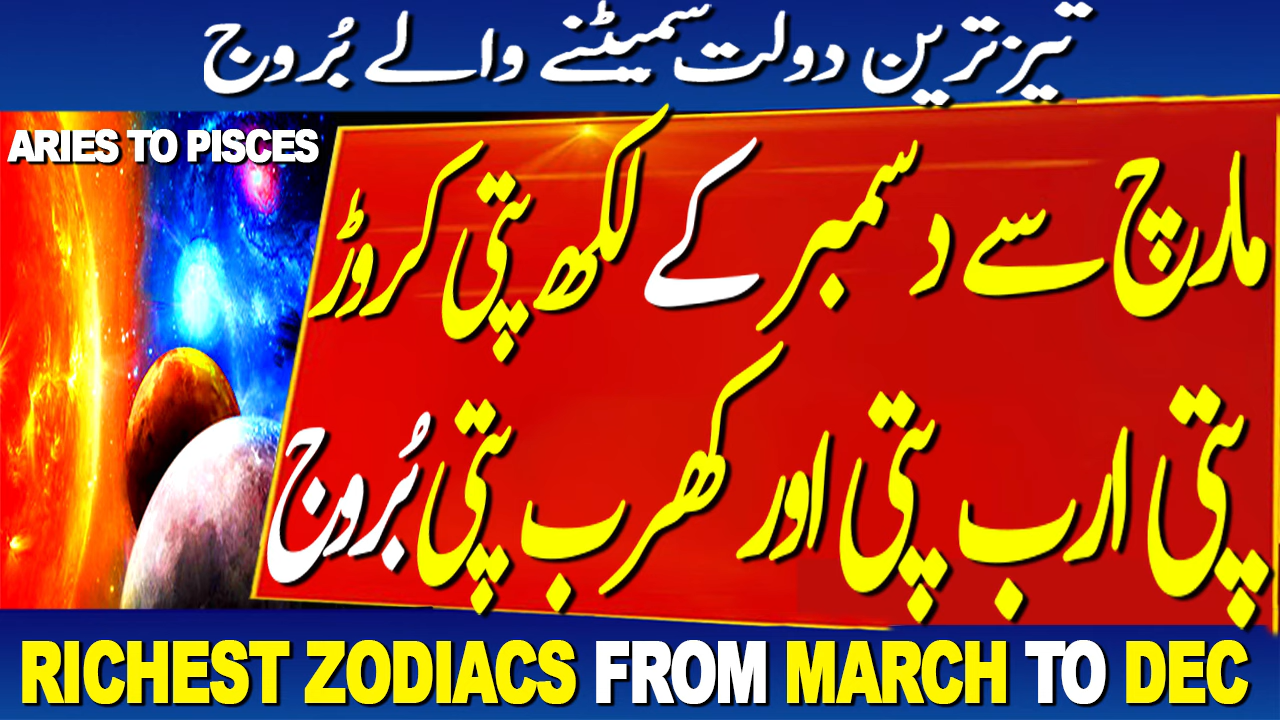 تیز ترین دولت سمیٹنے والے بُروج
ARIES TO PISCES
مارچ سے دسمبر کے لکھ پتی کروڑ
پتی ارب پتی اور کھرب پتی بُروج
RICHEST ZODIACS FROM MARCH TO DEC